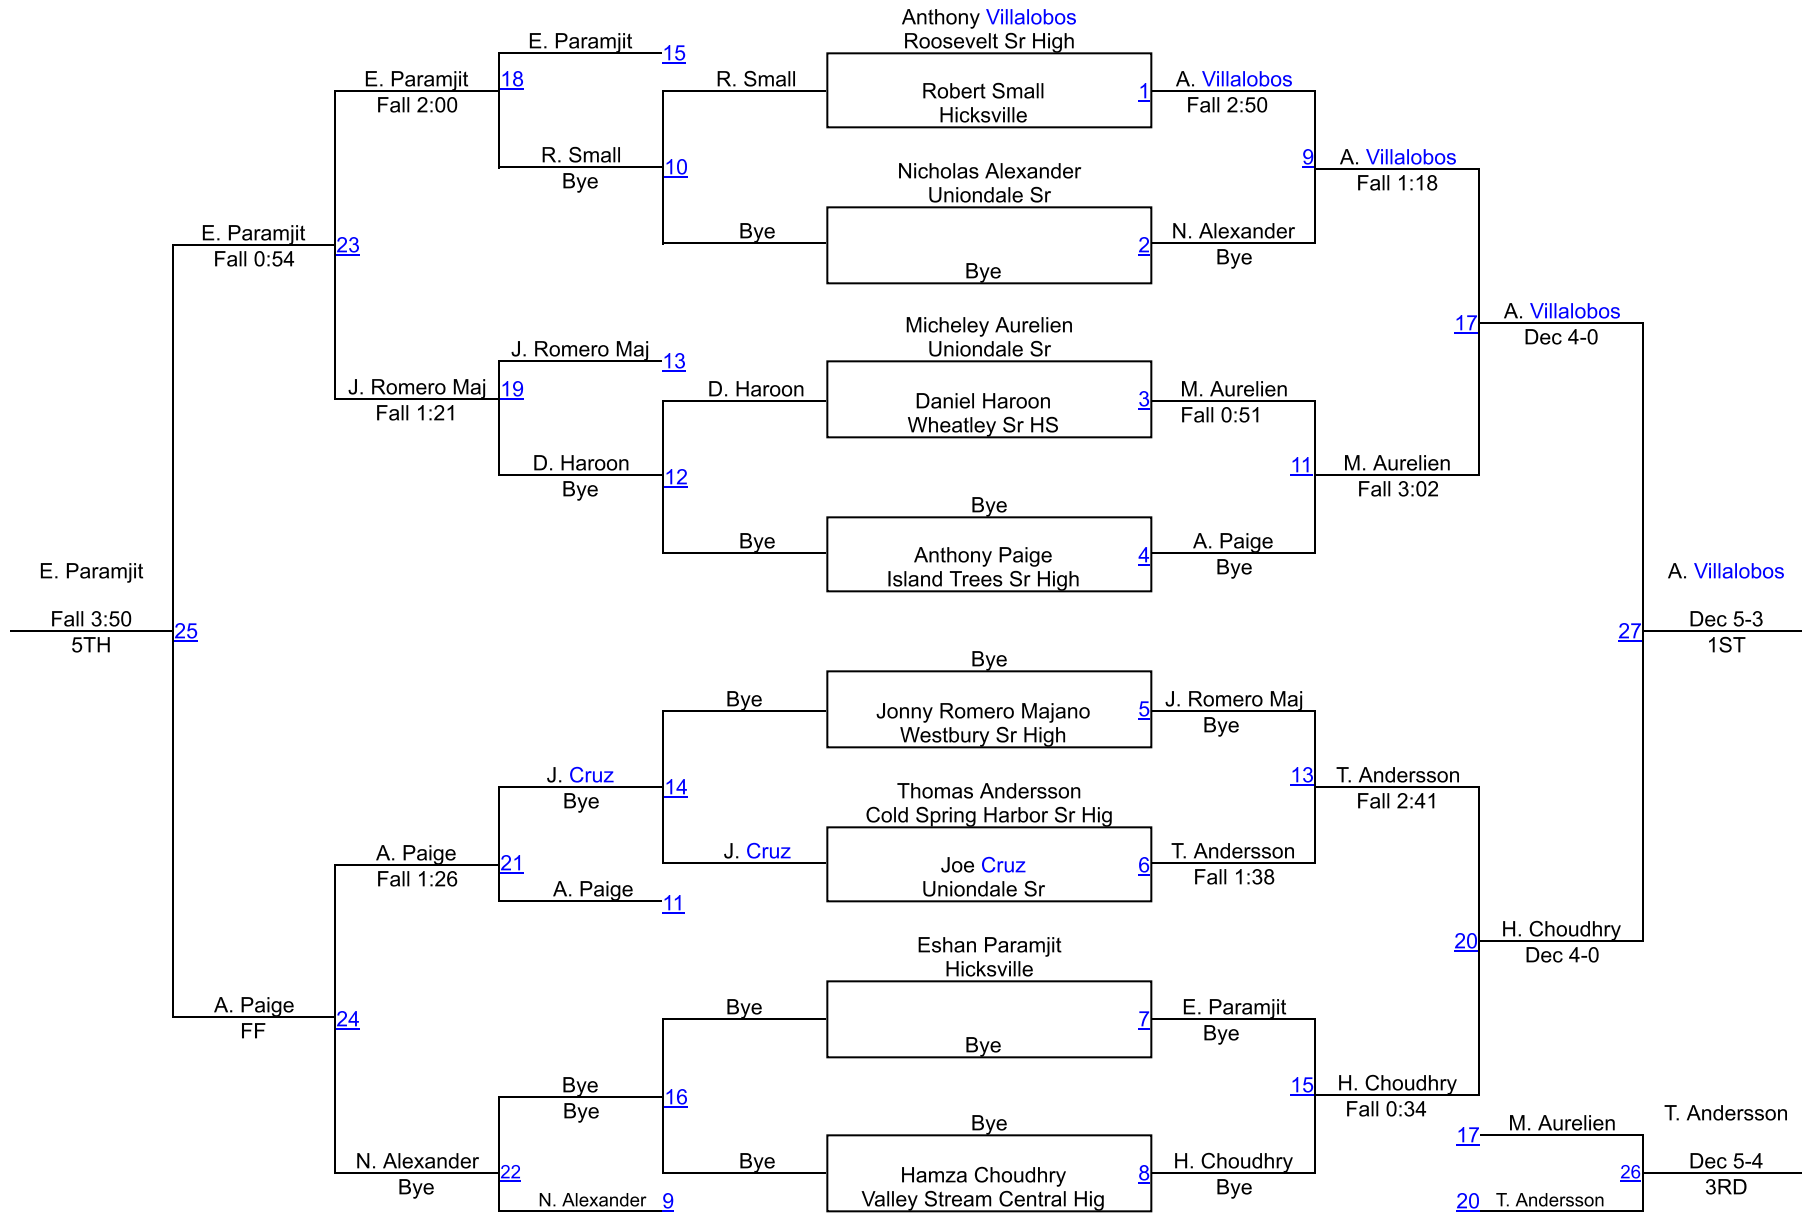 Anthony Villalobos
Roosevelt Sr High
E. Paramjit
15
E. Paramjit
18
R. Small
Robert Small
1
A. Villalobos
Fall 2:00
Hicksville
Fall 2:50
R. Small
10
Nicholas Alexander
9
A. Villalobos
Bye
Uniondale Sr
Fall 1:18
E. Paramjit
23
Bye
2
N. Alexander
Fall 0:54
Bye
Bye
Micheley Aurelien
17
A. Villalobos
J. Romero Maj
13
Uniondale Sr
Dec 4-0
J. Romero Maj
19
D. Haroon
Daniel Haroon
3
M. Aurelien
Fall 1:21
Wheatley Sr HS
Fall 0:51
D. Haroon
12
11
M. Aurelien
Bye
Bye
Fall 3:02
Bye
Anthony Paige
4
A. Paige
Island Trees Sr High
Bye
E. Paramjit
A. Villalobos
Fall 3:50
25
27
Dec 5-3
5TH
1ST
Bye
Bye
Jonny Romero Majano
5
J. Romero Maj
Westbury Sr High
Bye
J. Cruz
14
Thomas Andersson
13
T. Andersson
Bye
Cold Spring Harbor Sr Hig
Fall 2:41
A. Paige
21
J. Cruz
Joe Cruz
6
T. Andersson
Fall 1:26
A. Paige
11
Uniondale Sr
Fall 1:38
Eshan Paramjit
20
H. Choudhry
Hicksville
Dec 4-0
A. Paige
24
Bye
7
E. Paramjit
FF
Bye
Bye
Bye
16
15
H. Choudhry
Bye
Fall 0:34
Bye
17
M. Aurelien
T. Andersson
N. Alexander
22
Bye
Hamza Choudhry
8
H. Choudhry
26
Dec 5-4
Bye
N. Alexander
9
Valley Stream Central Hig
Bye
20
T. Andersson
3RD